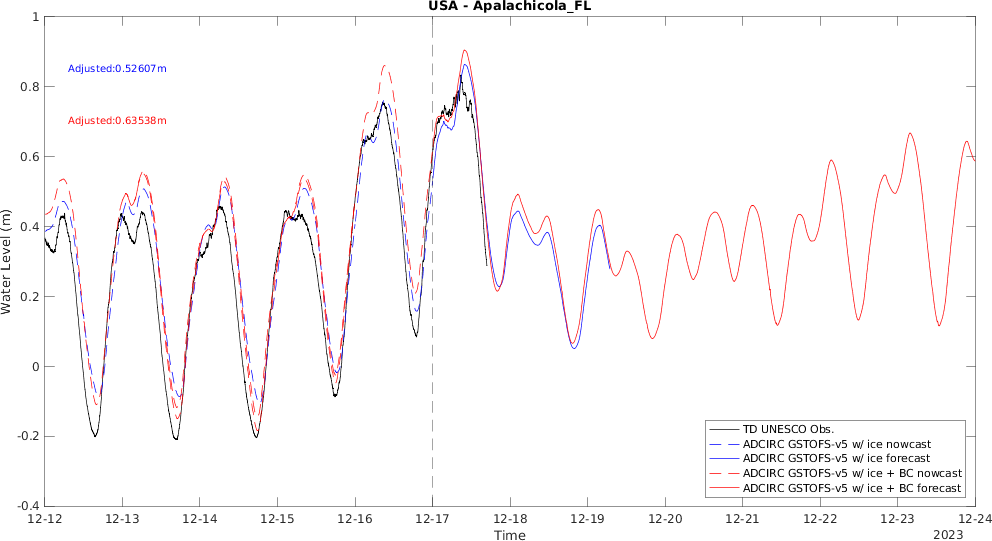 USA - Apalachicola_FL
1
0.8
0.6
0.4
0.2
0
-0.2
-0.4
Water Level (m)
Adjusted:0.52607m
Adjusted:0.63538m
TD UNESCO Obs.
ADCIRC GSTOFS-v5 w/ ice nowcast
ADCIRC GSTOFS-v5 w/ ice forecast
ADCIRC GSTOFS-v5 w/ ice + BC nowcast
ADCIRC GSTOFS-v5 w/ ice + BC forecast
12-12 12-13 12-14 12-15 12-16 12-17 12-18 12-19 12-20 12-21 12-22 12-23 12-24
Time
2023